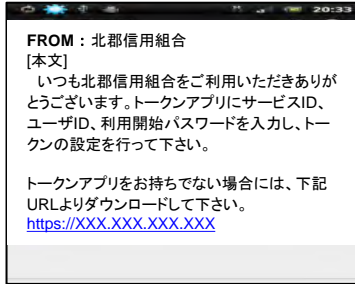 20:33
FROM：北郡信用組合
[本文]
　いつも北郡信用組合をご利用いただきありが
とうございます。トークンアプリにサービスID、
ユーザID、利用開始パスワードを入力し、トー
クンの設定を行って下さい。
トークンアプリをお持ちでない場合には、下記
URLよりダウンロードして下さい。
https://XXX.XXX.XXX.XXX